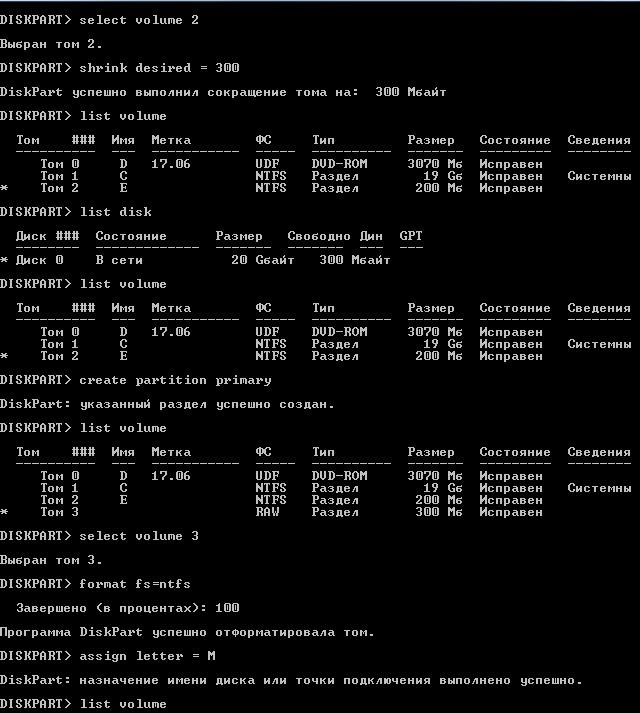 DISKPART> select volume 2
Выбран том 2.
DISKPART> shrink desired = 300
DiskPart успешно выполнил сокращение тома на:  300 Mбайт
DISKPART> list volume
Том    ###  Имя  Метка        ФС     Тип         Размер   Состояние  Сведения
----------  ---  -----------  -----  ----------  -------  ---------  --------
Том 0     D   17.06        UDF    DVD-ROM     3070 Mб  Исправен
Том 1     C                NTFS   Раздел        19 Gб  Исправен   Системны
* Том 2     E                NTFS   Раздел       200 Mб  Исправен
DISKPART> list disk
Диск ###  Состояние      Размер   Свободно Дин  GPT
--------  -------------  -------  -------  ---  ---
* Диск 0    В сети           20 Gбайт   300 Mбайт
DISKPART> list volume
Том    ###  Имя  Метка        ФС     Тип         Размер   Состояние  Сведения
----------  ---  -----------  -----  ----------  -------  ---------  --------
Том 0     D   17.06        UDF    DVD-ROM     3070 Mб  Исправен
Том 1     C                NTFS   Раздел        19 Gб  Исправен   Системны
* Том 2     E                NTFS   Раздел       200 Mб  Исправен
DISKPART> create partition primary
DiskPart: указанный раздел успешно создан.
DISKPART> list volume
Том    ###  Имя  Метка        ФС     Тип         Размер   Состояние  Сведения
----------  ---  -----------  -----  ----------  -------  ---------  --------
Том 0     D   17.06        UDF    DVD-ROM     3070 Mб  Исправен
Том 1     C                NTFS   Раздел        19 Gб  Исправен   Системны
Том 2     E                NTFS   Раздел       200 Mб  Исправен
* Том 3                      RAW    Раздел       300 Mб  Исправен
DISKPART> select volume 3
Выбран том 3.
DISKPART> format fs=ntfs
Завершено (в процентах): 100
Программа DiskPart успешно отформатировала том.
DISKPART> assign letter = M
DiskPart: назначение имени диска или точки подключения выполнено успешно.
DISKPART> list volume